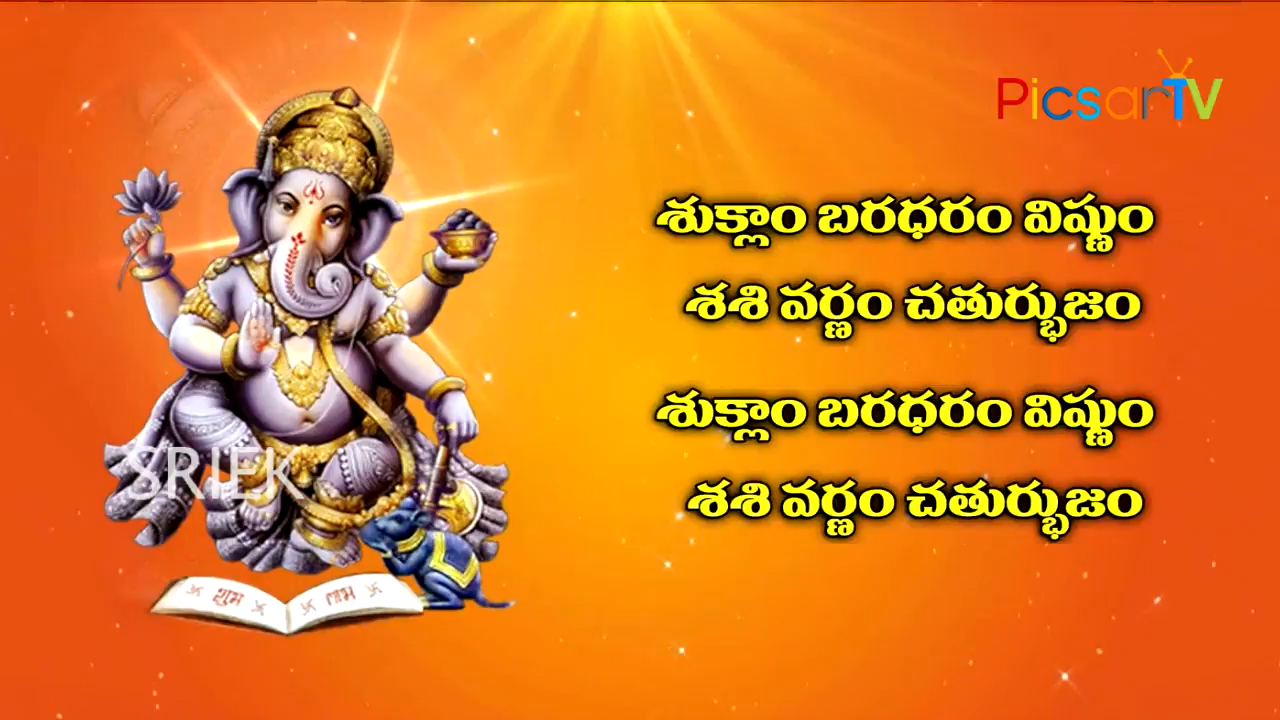 PicsarTV
శుక్లాం బరధరం విష్ణుం
శశి వర్ణం చతుర్భుజం
శుక్లాం బరధరం విష్ణుం
శశి వర్ణం చతుర్భుజం
SRIEK
शुभ लाभ